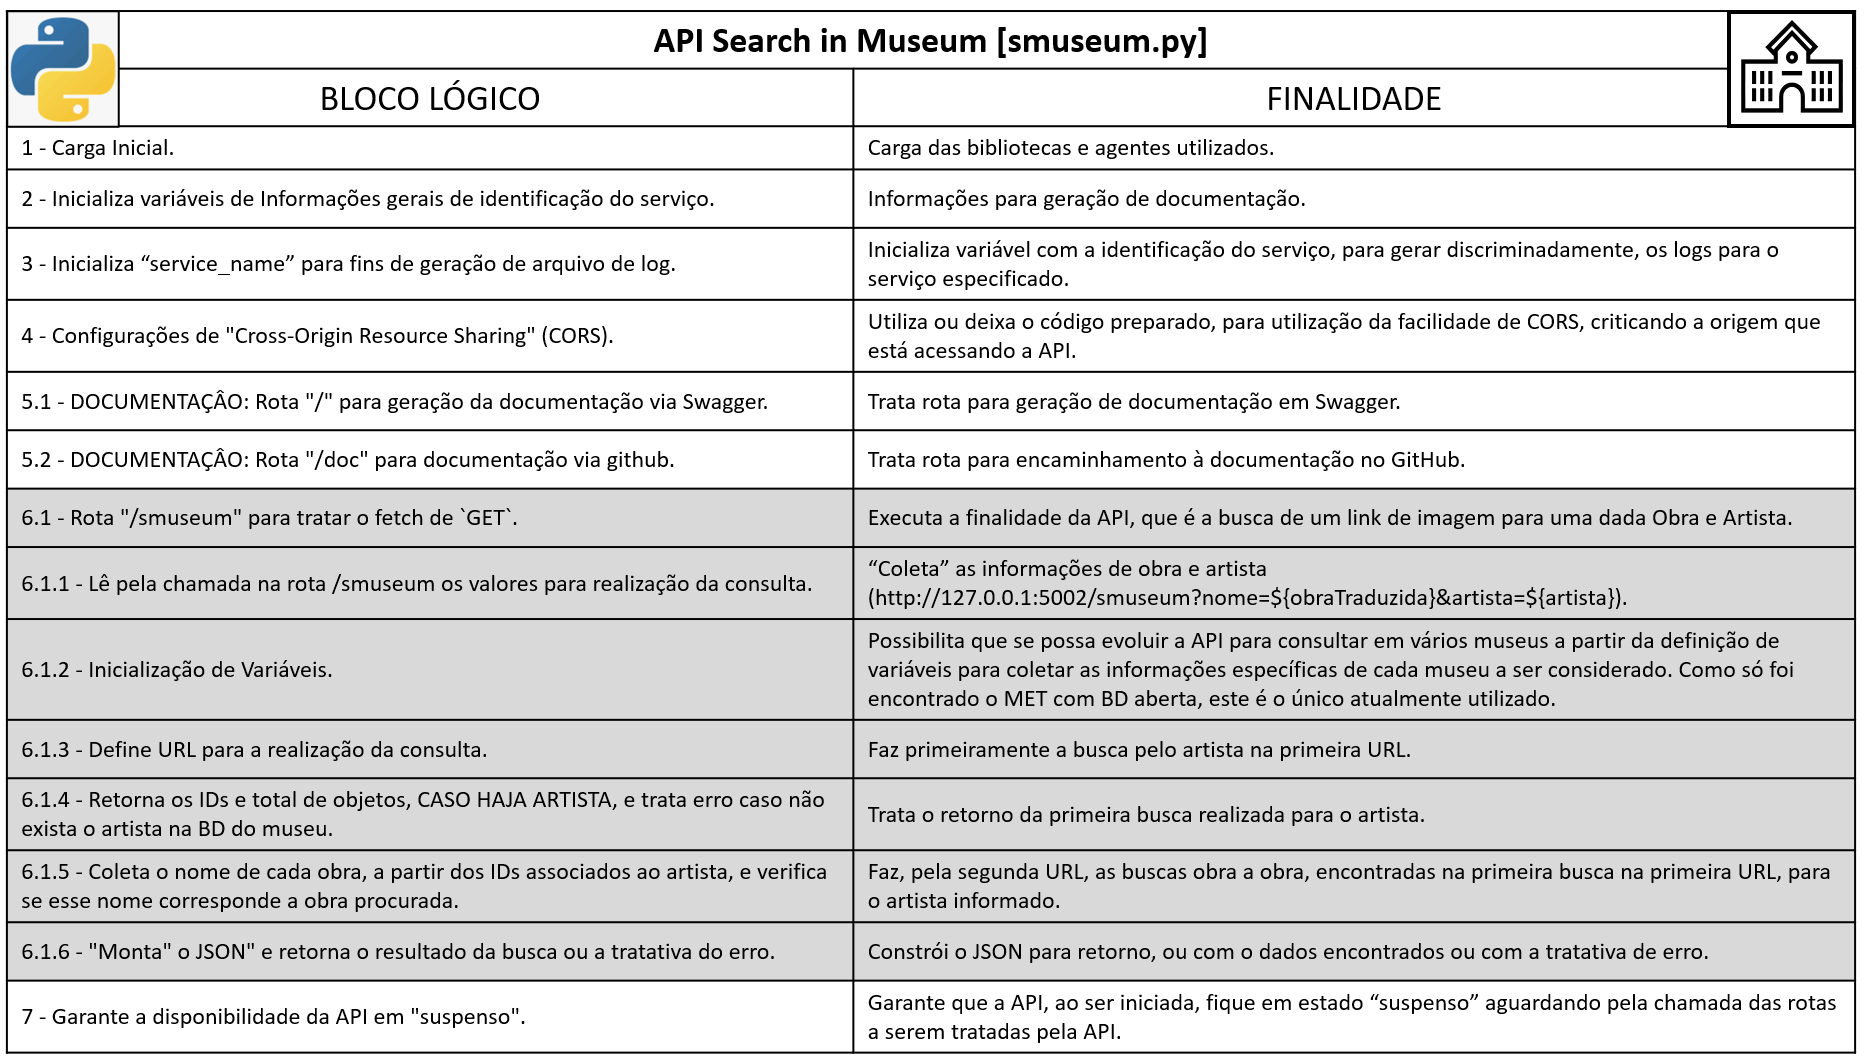 API Search in Museum [smuseum.py]
BLOCO LÓGICO
FINALIDADE
1 - Carga Inicial.
Carga das bibliotecas e agentes utilizados.
2 - Inicializa variáveis de Informações gerais de identificação do serviço.
Informações para geração de documentação.
3 - Inicializa “service_name” para fins de geração de arquivo de log.
Inicializa variável com a identificação do serviço, para gerar discriminadamente, os logs para o
serviço especificado.
4 - Configurações de "Cross-Origin Resource Sharing" (CORS).
Utiliza ou deixa o código preparado, para utilização da facilidade de CORS, criticando a origem que
está acessando a API.
5.1 - DOCUMENTAÇÂO: Rota "/" para geração da documentação via Swagger.
Trata rota para geração de documentação em Swagger.
5.2 - DOCUMENTAÇÂO: Rota "/doc" para documentação via github.
Trata rota para encaminhamento à documentação no GitHub.
6.1 - Rota "/smuseum" para tratar o fetch de `GET`.
Executa a finalidade da API, que é a busca de um link de imagem para uma dada Obra e Artista.
6.1.1 - Lê pela chamada na rota /smuseum os valores para realização da consulta.
“Coleta” as informações de obra e artista
(http://127.0.0.1:5002/smuseum?nome=${obraTraduzida}&artista=${artista}).
6.1.2 - Inicialização de Variáveis.
Possibilita que se possa evoluir a API para consultar em vários museus a partir da definição de
variáveis para coletar as informações específicas de cada museu a ser considerado. Como só foi
encontrado o MET com BD aberta, este é o único atualmente utilizado.
6.1.3 - Define URL para a realização da consulta.
Faz primeiramente a busca pelo artista na primeira URL.
6.1.4 - Retorna os IDs e total de objetos, CASO HAJA ARTISTA, e trata erro caso não
exista o artista na BD do museu.
Trata o retorno da primeira busca realizada para o artista.
6.1.5 - Coleta o nome de cada obra, a partir dos IDs associados ao artista, e verifica
se esse nome corresponde a obra procurada.
Faz, pela segunda URL, as buscas obra a obra, encontradas na primeira busca na primeira URL, para
o artista informado.
6.1.6 - "Monta" o JSON" e retorna o resultado da busca ou a tratativa do erro.
Constrói o JSON para retorno, ou com o dados encontrados ou com a tratativa de erro.
7 - Garante a disponibilidade da API em "suspenso".
Garante que a API, ao ser iniciada, fique em estado “suspenso” aguardando pela chamada das rotas
a serem tratadas pela API.